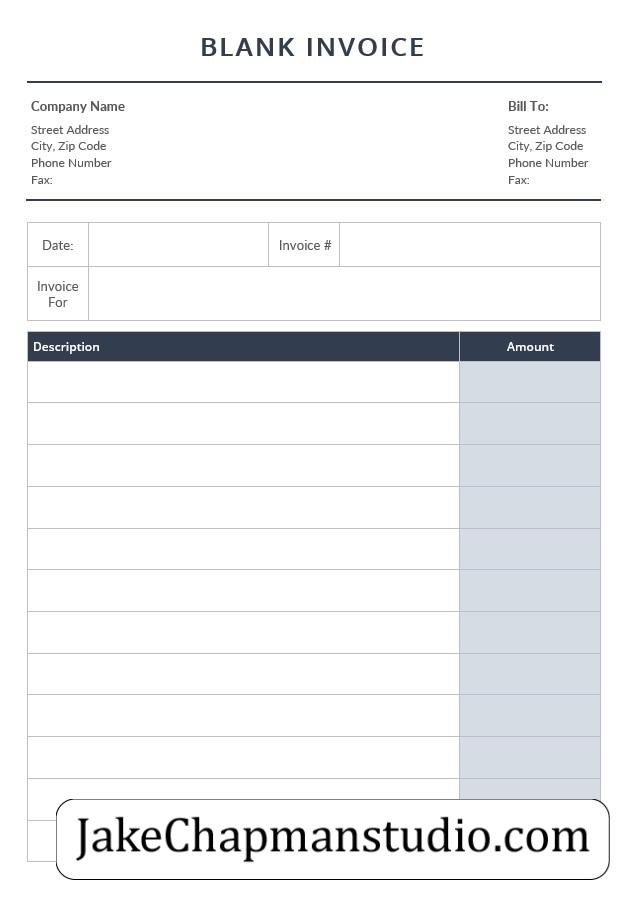 BLANK INVOICE
Company Name
Street Address
City, Zip Code
Phone Number
Fax:
Bill To:
Street Address
City, Zip Code
Phone Number
Fax:
Date:
Invoice #
Invoice
For
Description
Amount
JakeChapmanstudio.com